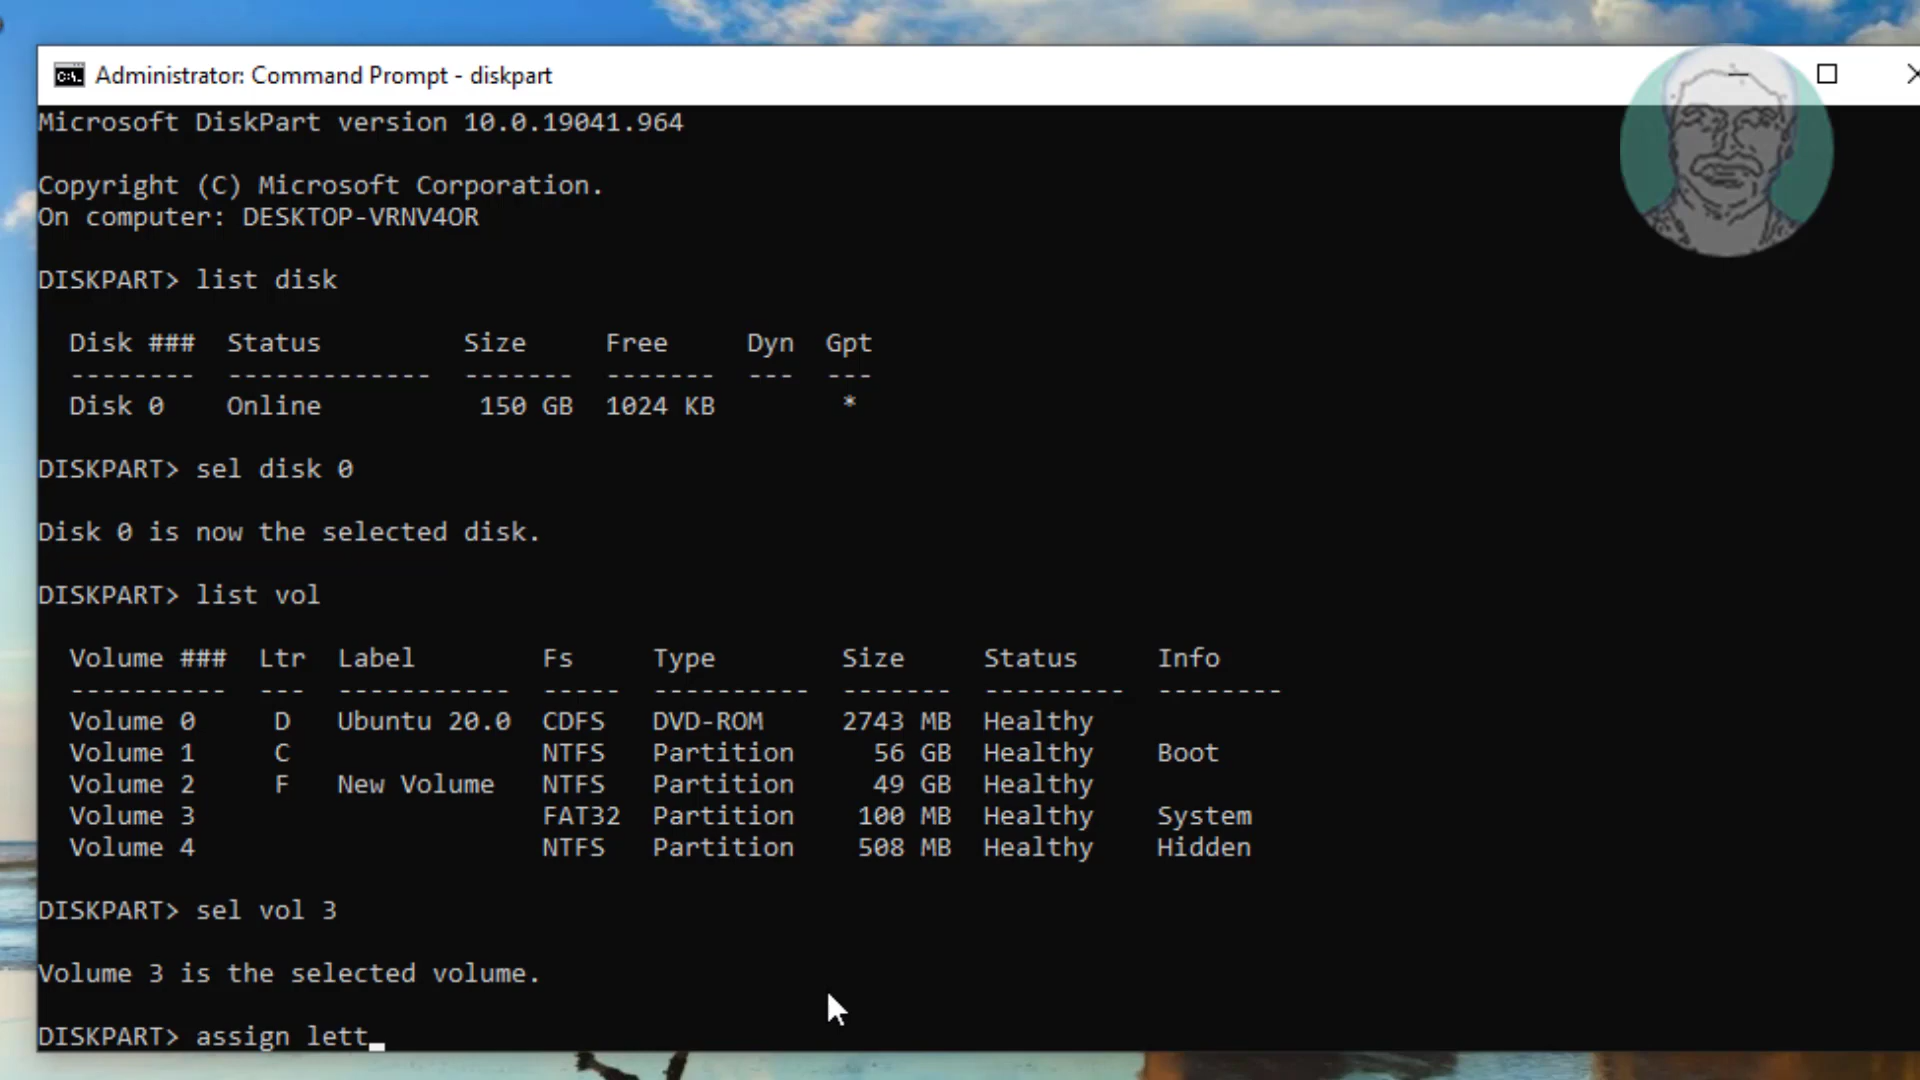 Administrator: Command Prompt - diskpart
Microsoft DiskPart version 10.0.19041.964
Copyright (C) Microsoft Corporation.
On computer: DESKTOP-VRNV4OR
DISKPART> list disk
Disk ### Status Size Free Dyn Gpt
-------- ------------- ------- ------- --- ---
Disk 0 Online 150 GB 1024 KB *
DISKPART> sel disk 0
Disk 0 is now the selected disk.
DISKPART> list vol
Volume ### Ltr Label Fs Type Size Status Info
---------- --- ----------- ----- ---------- ------- --------- --------
Volume 0 D Ubuntu 20.0 CDFS DVD-ROM 2743 MB Healthy
Volume 1 C NTFS Partition 56 GB Healthy Boot
Volume 2 F New Volume NTFS Partition 49 GB Healthy
Volume 3 FAT32 Partition 100 MB Healthy System
Volume 4 NTFS Partition 508 MB Healthy Hidden
DISKPART> sel vol 3
Volume 3 is the selected volume.
DISKPART> assign lett